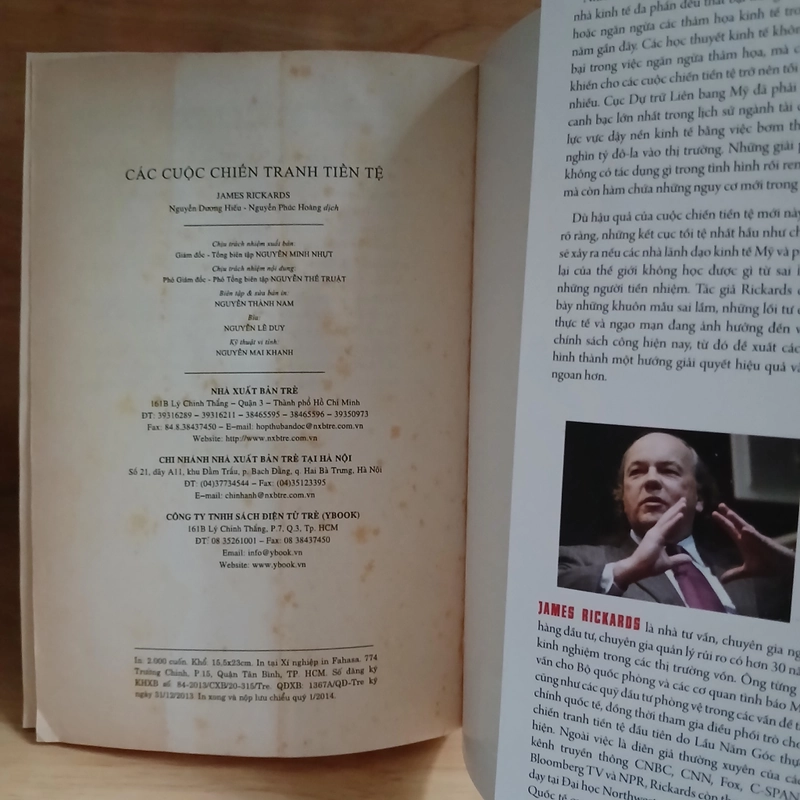 CÁC CUỘC CHIẾN TRANH TIỀN TỆ
JAMES RICKARDS
Nguyễn Dương Hiếu - Nguyễn Phúc Hoàng dịch
Chịu trách nhiệm xuất bản:
Giám đốc - Tổng biên tập NGUYỄN MINH NHỰT
Chịu trách nhiệm nội dung:
Phó Giám đốc - Phó Tổng biên tập NGUYỄN THẾ TRUẬT
Biên tập & sửa bản in:
NGUYỄN THÀNH NAM
Bìa:
NGUYỄN LÊ DUY
Kỹ thuật vi tính:
NGUYỄN MAI KHANH
NHÀ XUẤT BẢN TRẺ
161B Lý Chính Thắng – Quận 3 – Thành phố Hồ Chí Minh
ĐT: 39316289 – 39316211 – 38465595 – 38465596 – 39350973
Fax: 84.8.38437450 – E-mail: hopthubandoc@nxbtre.com.vn
Website: http://www.nxbtre.com.vn
CHI NHÁNH NHÀ XUẤT BẢN TRẺ TẠI HÀ NỘI
Số 21, dãy A11, khu Đầm Trấu, p. Bạch Đằng, q. Hai Bà Trưng, Hà Nội
ĐT: (04)37734544 – Fax: (04)35123395
E-mail: chinhanh@nxbtre.com.vn
CÔNG TY TNHH SÁCH ĐIỆN TỬ TRẺ (YBOOK)
161B Lý Chính Thắng, P.7, Q.3, Tp. HCM
ĐT: 08 35261001 – Fax: 08 38437450
Email: info@ybook.vn
Website: www.ybook.vn
In 2.000 cuốn. Khổ 15,5x23cm. In tại Xí nghiệp in Fahasa. 774
Trường Chinh, P.15, Quận Tân Bình, TP. HCM. Số đăng ký
KHXB số 84-2013/CXB/20-315/Tre. QĐXB: 1367A/QĐ-Tre ký
ngày 31/12/2013. In xong và nộp lưu chiểu quý 1/2014.
nhà kinh tế đa phần đều thất
hoặc ngăn ngừa các thảm họa kinh tế
năm gần đây. Các học thuyết kinh tế
bại trong việc ngăn ngừa thảm họa, mà
khiến cho các cuộc chiến tiền tệ trở nên tồi
nhiều. Cục Dự trữ Liên bang Mỹ đã phải
canh bạc lớn nhất trong lịch sử ngành tài
lực vực dậy nền kinh tế bằng việc bơm
nghìn tỷ đô-la vào thị trường. Những giải
không có tác dụng gì trong tình hình rối
mà còn hàm chứa những nguy cơ mới trong
Dù hậu quả của cuộc chiến tiền tệ mới này
rõ ràng, những kết cục tồi tệ nhất hầu như
sẽ xảy ra nếu các nhà lãnh đạo kinh tế Mỹ và
lại của thế giới không học được gì từ sai
những người tiền nhiệm. Tác giả Rickards
bày những khuôn mẫu sai lầm, những lối tư
thực tế và ngạo mạn đang ảnh hưởng đến
chính sách công hiện nay, từ đó đề xuất các
hình thành một hướng giải quyết hiệu quả và
ngoan hơn.
JAMES RICKARDS là nhà tư vấn, chuyên gia
hàng đầu tư, chuyên gia quản lý rủi ro có hơn 30
kinh nghiệm trong các thị trường vốn. Ông từng
vấn cho Bộ quốc phòng và các cơ quan tình báo
cũng như các quỹ đầu tư phòng vệ trong các vấn đề
chính quốc tế, đồng thời tham gia điều phối trò
chiến tranh tiền tệ đầu tiên do Lầu Năm Góc
hiện. Ngoài việc là diễn giả thường xuyên của các
kênh truyền thông CNBC, CNN, Fox, C-SPAN
Bloomberg TV và NPR, Rickards còn
dạy tại Đại học
Quốc tế